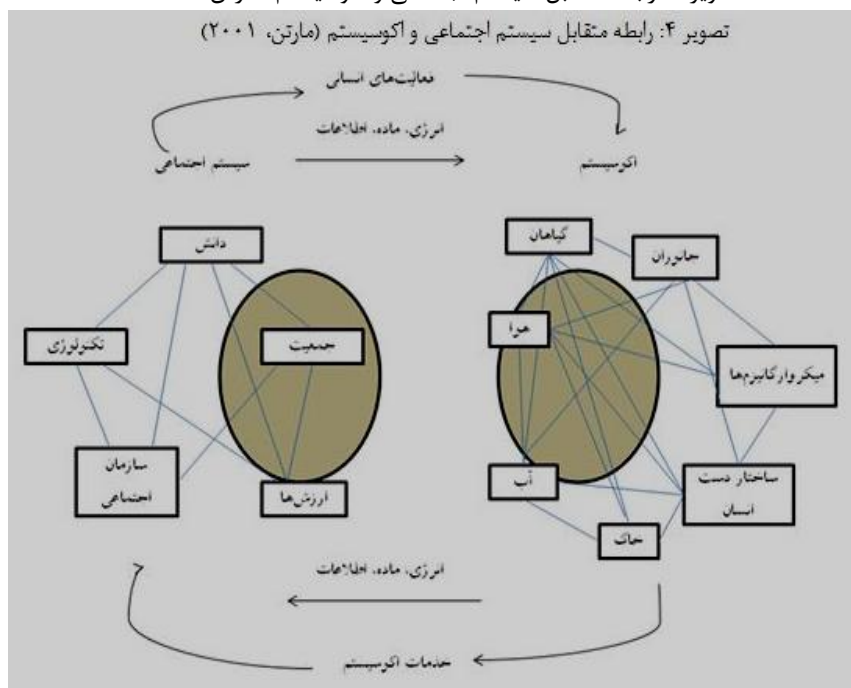 تصویر ۴: رابطه متقابل سیستم اجتماعی و اکوسیستم (مارتن، ۲۰۰۱)
فعالیت‌های انسانی
انرژی، ماده، اطلاعات
اکوسیستم
سیستم اجتماعی
گیاهان
دانش
جانوران
هوا
جمعیت
تکنولوژی
میکروارگانیزم‌ها
سازمان
اجتماعی
ارزش‌ها
آب
ساختار دست
انسان
خاک
انرژی، ماده، اطلاعات
خدمات اکوسیستم